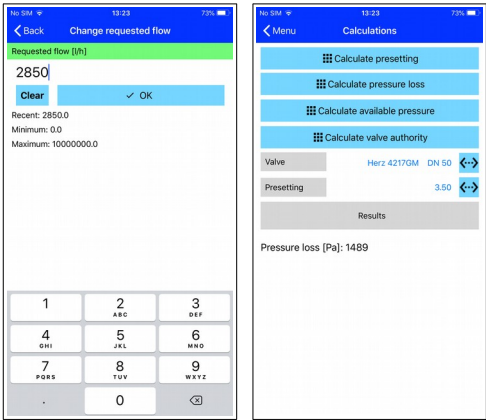 No SIM 13:23 73%
Back Change requested flow
Requested flow [l/h]
2850
Clear ✓ OK
Recent: 2850.0
Minimum: 0.0
Maximum: 10000000.0
1 2 3
ABC DEF
4 5 6
GHI JKL MNO
7 8 9
PQRS TUV WXYZ
. 0
No SIM 13:23 73%
Menu Calculations
Calculate presetting
Calculate pressure loss
Calculate available pressure
Calculate valve authority
Valve Herz 4217GM DN 50
Presetting 3.50
Results
Pressure loss [Pa]: 1489